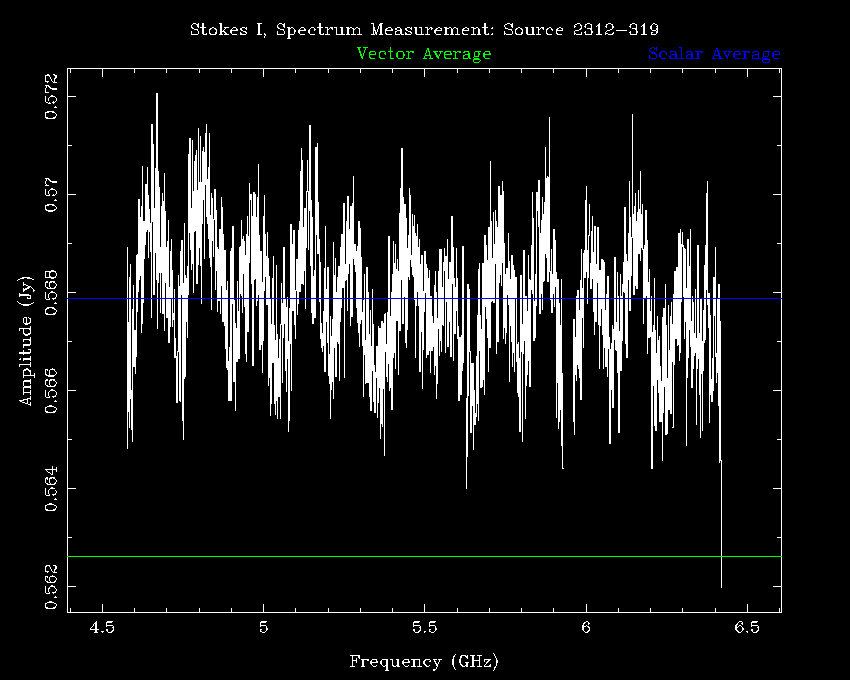 Stokes I, Spectrum Measurement: Source 2312−319
Vector Average
Scalar Average
0.572
0.57
0.568
0.566
0.564
0.562
Amplitude (Jy)
4.5 5 5.5 6 6.5
Frequency (GHz)